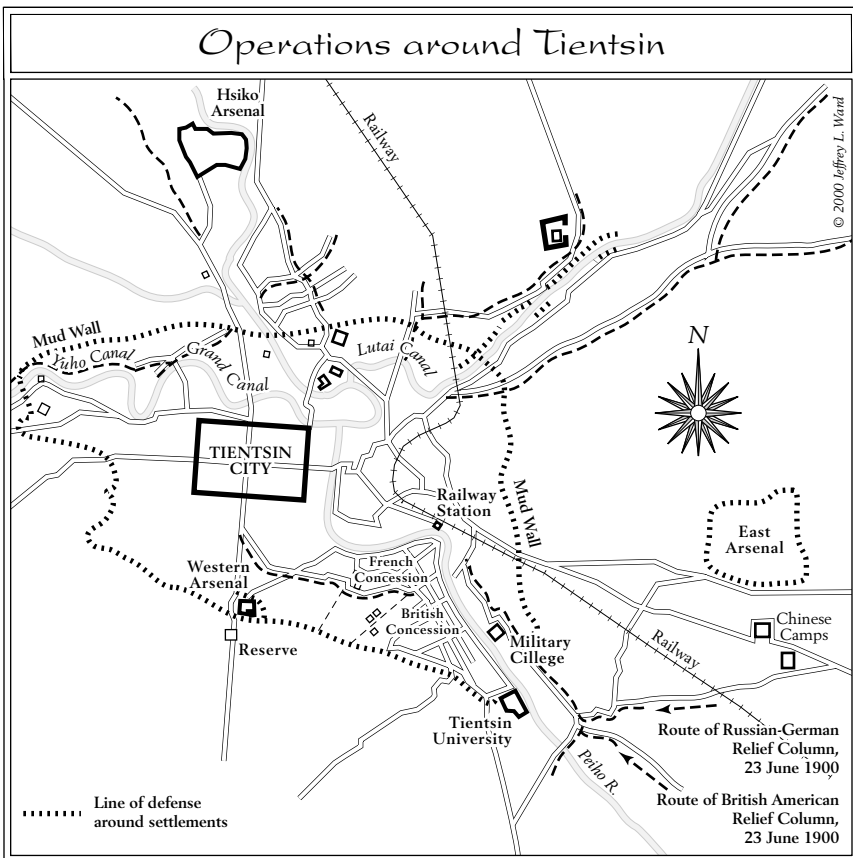 Operations around Tientsin
Hsiko
Arsenal
Railway
© 2000 Jeffrey L. Ward
Mud Wall
Yuho Canal
Grand Canal
Lutai Canal
N
TIENTSIN
CITY
Railway
Station
Mud Wall
East
Arsenal
Western
Arsenal
French
Concession
British
Concession
Reserve
Military
Cillege
Railway
Chinese
Camps
Tientsin
University
Peiho R.
Route of Russian-German
Relief Column,
23 June 1900
Route of British American
Relief Column,
23 June 1900
Line of defense
around settlements